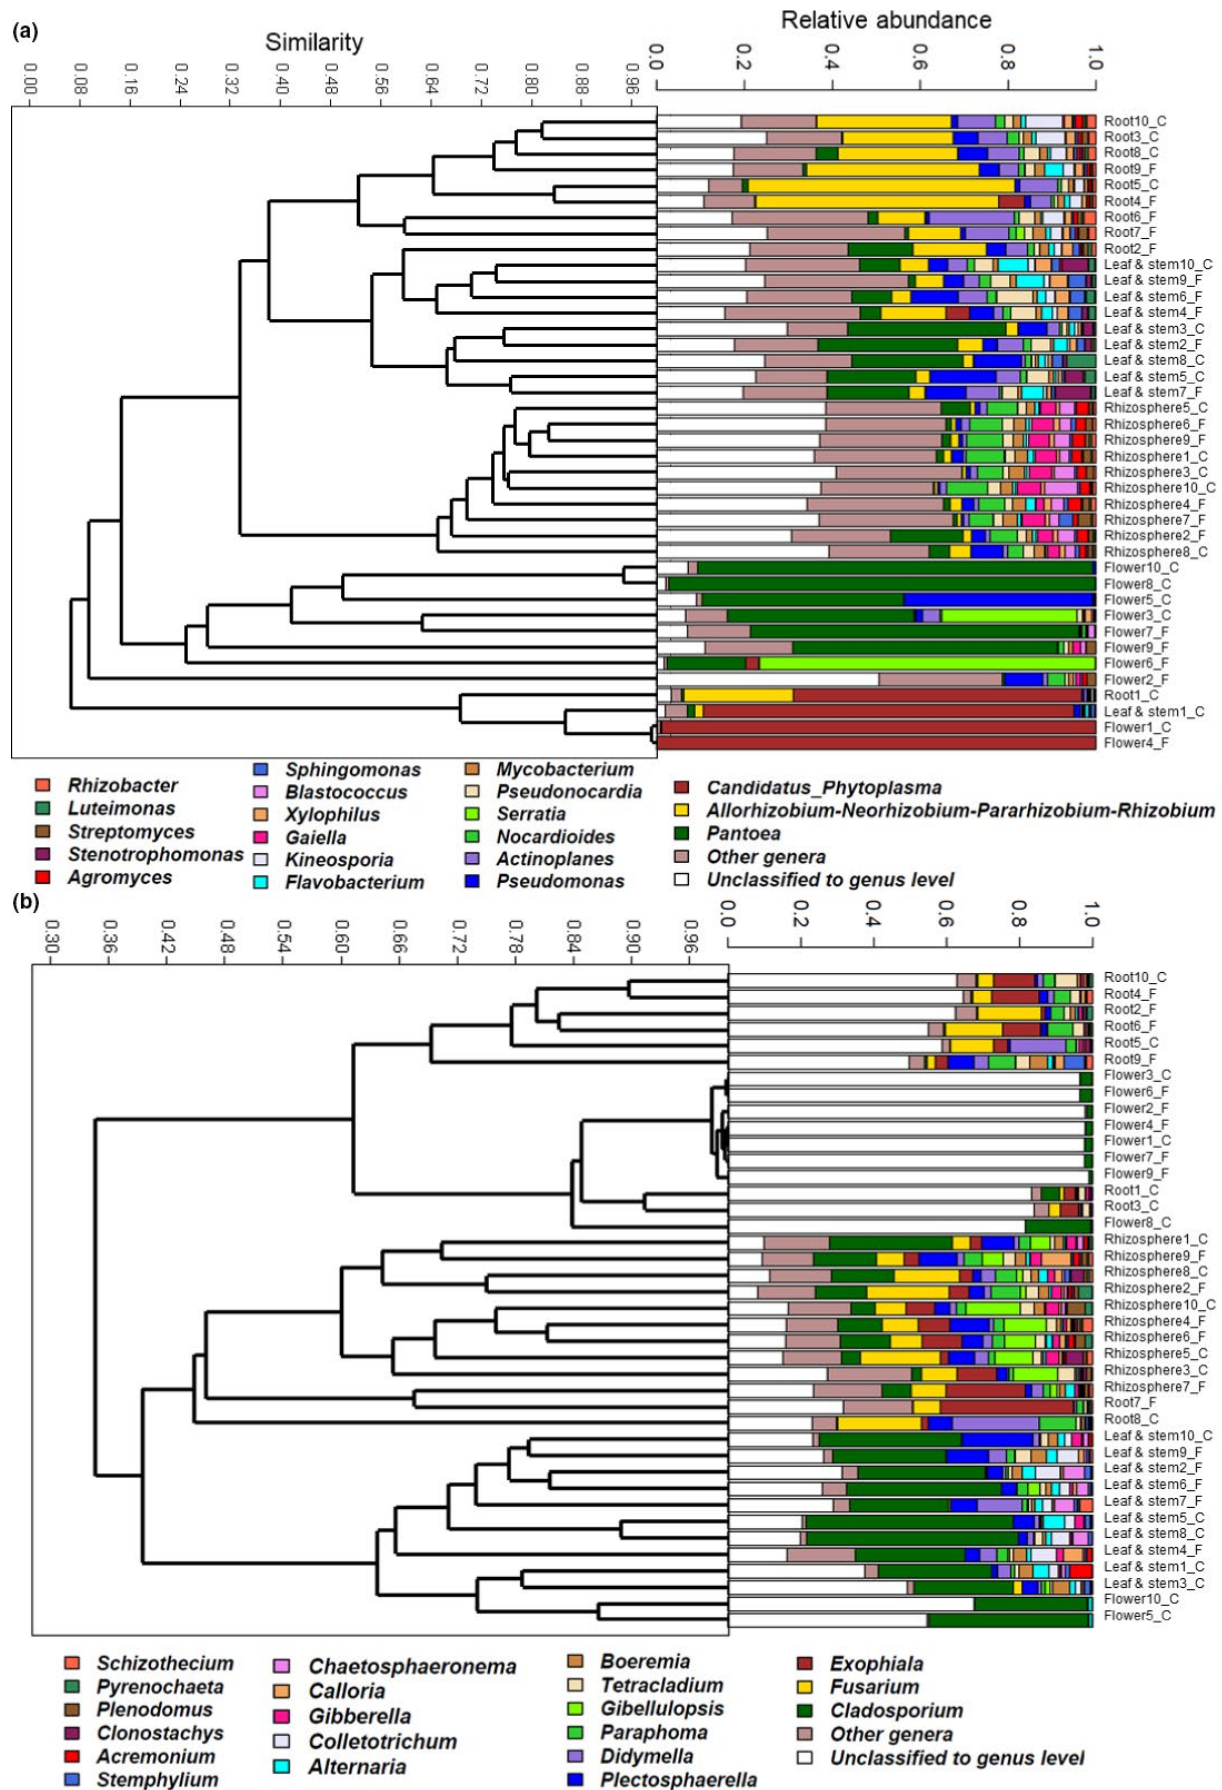 (a)
Similarity
Relative abundance
0.00 0.08 0.16 0.24 0.32 0.40 0.48 0.56 0.64 0.72 0.80 0.88 0.96
0.0 0.2 0.4 0.6 0.8 1.0
Root10_C
Root3_C
Root8_C
Root9_F
Root5_C
Root4_F
Root6_F
Root7_F
Root2_F
Leaf & stem10_C
Leaf & stem9_F
Leaf & stem6_F
Leaf & stem4_F
Leaf & stem3_C
Leaf & stem2_F
Leaf & stem8_C
Leaf & stem5_C
Leaf & stem7_F
Rhizosphere5_C
Rhizosphere6_F
Rhizosphere9_F
Rhizosphere1_C
Rhizosphere3_C
Rhizosphere10_C
Rhizosphere4_F
Rhizosphere7_F
Rhizosphere2_F
Rhizosphere8_C
Flower10_C
Flower8_C
Flower5_C
Flower3_C
Flower7_F
Flower9_F
Flower6_F
Flower2_F
Root1_C
Leaf & stem1_C
Flower1_C
Flower4_F
Rhizobacter
Luteimonas
Streptomyces
Stenotrophomonas
Agromyces
Sphingomonas
Blastococcus
Xylophilus
Gaiella
Kineosporia
Flavobacterium
Mycobacterium
Pseudonocardia
Serratia
Nocardioides
Actinoplanes
Pseudomonas
Candidatus_Phytoplasma
Allorhizobium-Neorhizobium-Pararhizobium-Rhizobium
Pantoea
Other genera
Unclassified to genus level
(b)
0.30 0.36 0.42 0.48 0.54 0.60 0.66 0.72 0.78 0.84 0.90 0.96
0.0 0.2 0.4 0.6 0.8 1.0
Root10_C
Root4_F
Root2_F
Root6_F
Root5_C
Root9_F
Flower3_C
Flower6_F
Flower2_F
Flower4_F
Flower1_C
Flower7_F
Flower9_F
Root1_C
Root3_C
Flower8_C
Rhizosphere1_C
Rhizosphere9_F
Rhizosphere8_C
Rhizosphere2_F
Rhizosphere10_C
Rhizosphere4_F
Rhizosphere6_F
Rhizosphere5_C
Rhizosphere3_C
Rhizosphere7_F
Root7_F
Root8_C
Leaf & stem10_C
Leaf & stem9_F
Leaf & stem2_F
Leaf & stem6_F
Leaf & stem7_F
Leaf & stem5_C
Leaf & stem8_C
Leaf & stem4_F
Leaf & stem1_C
Leaf & stem3_C
Flower10_C
Flower5_C
Schizothecium
Pyrenochaeta
Plenodomus
Clonostachys
Acremonium
Stemphylium
Chaetosphaeronema
Calloria
Gibberella
Colletotrichum
Alternaria
Boeremia
Tetracladium
Gibellulopsis
Paraphoma
Didymella
Plectosphaerella
Exophiala
Fusarium
Cladosporium
Other genera
Unclassified to genus level